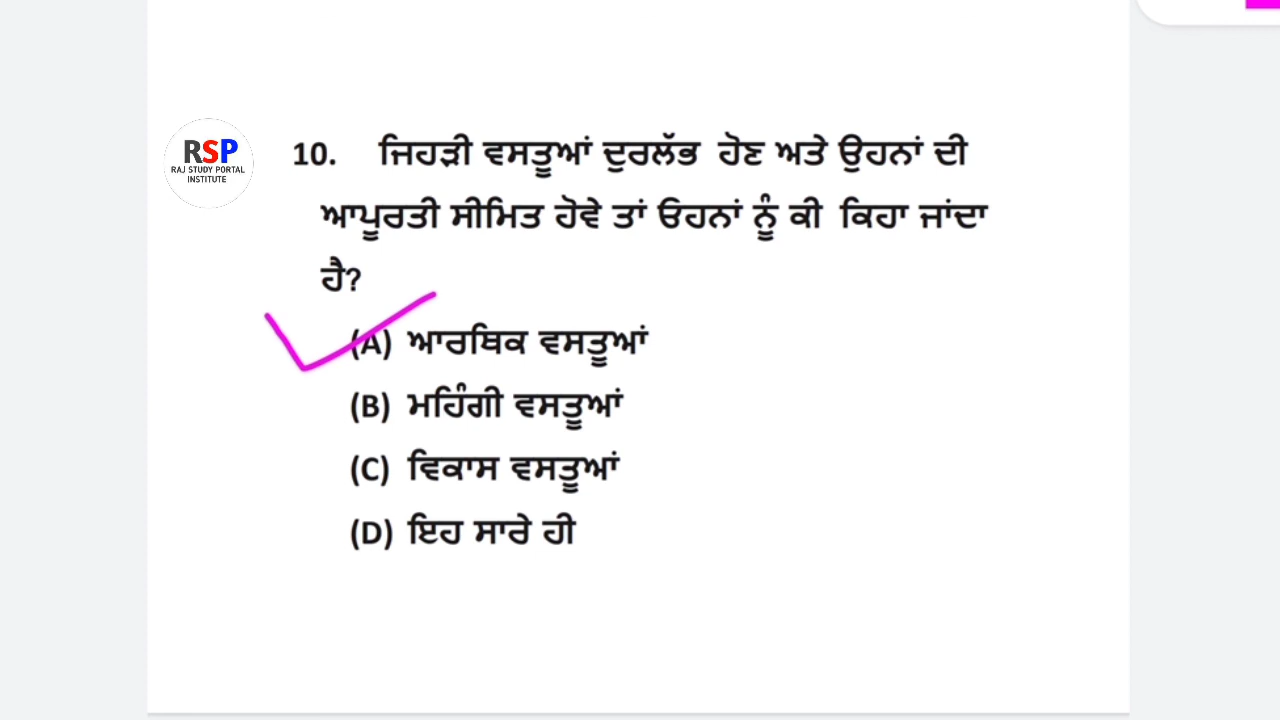 RSP
RAJ STUDY PORTAL
INSTITUTE
10. ਜਿਹੜੀ ਵਸਤੂਆਂ ਦੁਰਲੱਭ ਹੋਣ ਅਤੇ ਉਹਨਾਂ ਦੀ
ਆਪੂਰਤੀ ਸੀਮਿਤ ਹੋਵੇ ਤਾਂ ਓਹਨਾਂ ਨੂੰ ਕੀ ਕਿਹਾ ਜਾਂਦਾ
ਹੈ?
(A) ਆਰਥਿਕ ਵਸਤੂਆਂ
(B) ਮਹਿੰਗੀ ਵਸਤੂਆਂ
(C) ਵਿਕਾਸ ਵਸਤੂਆਂ
(D) ਇਹ ਸਾਰੇ ਹੀ